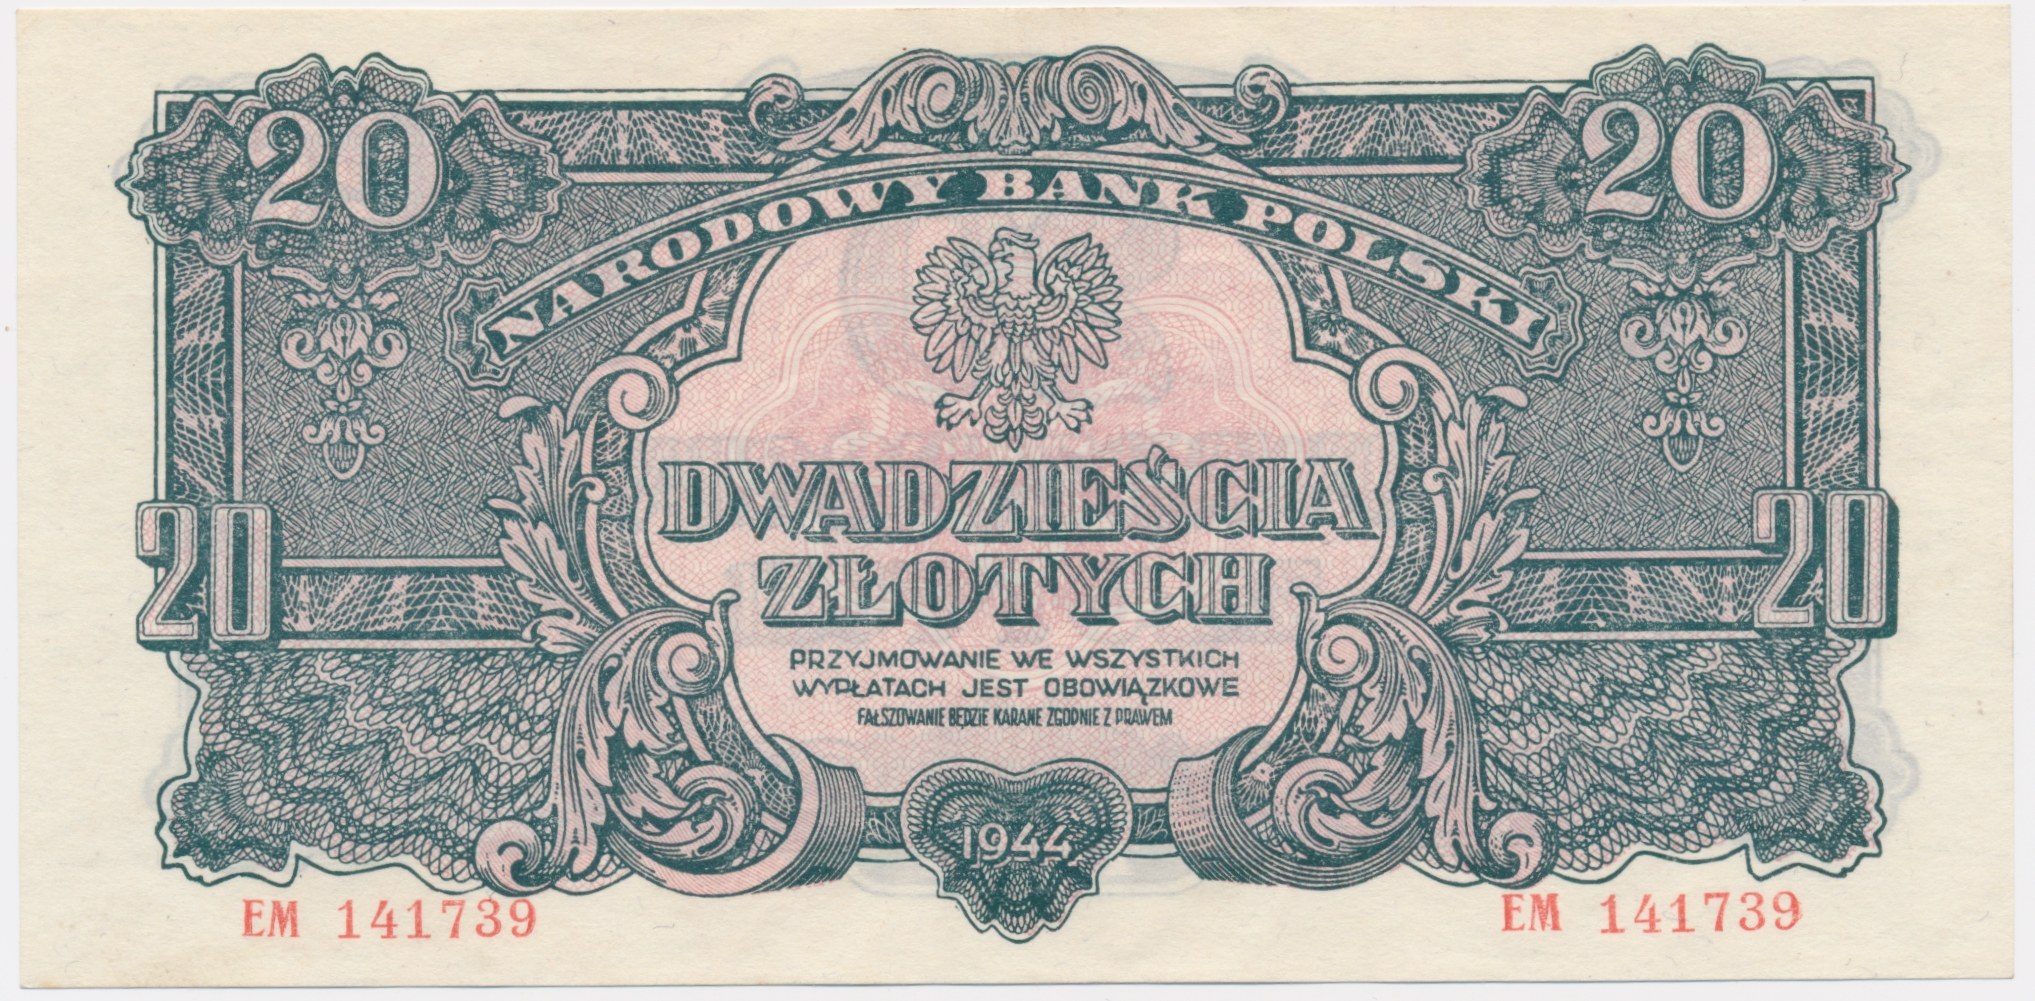 20
20
NARODOWY BANK POLSKI
DWADZIEŚCIA
ZŁOTYCH
20
20
PRZYJMOWANIE WE WSZYSTKICH
WYPŁATACH JEST OBOWIĄZKOWE
FAŁSZOWANIE BĘDZIE KARANE ZGODNIE Z PRAWEM
1944
EM 141739
EM 141739